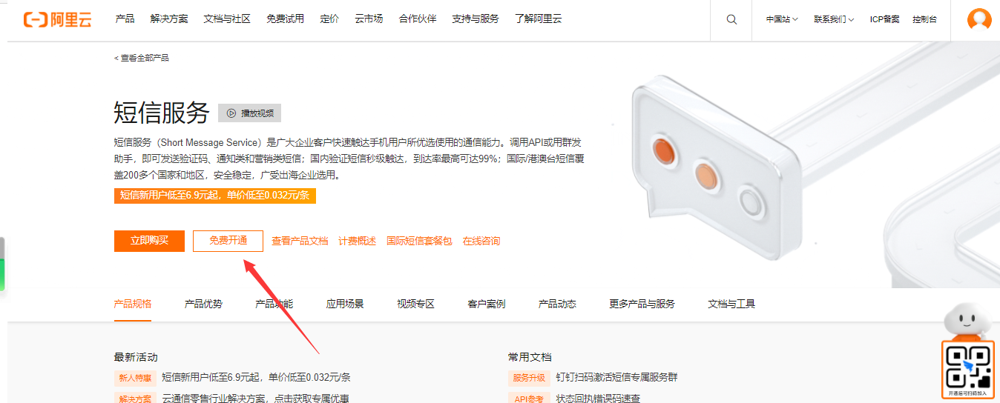 阿里云 产品 解决方案 文档与社区 免费试用 定价 云市场 合作伙伴 支持与服务 了解阿里云 中国站 联系我们 ICP备案 控制台
< 查看全部产品
短信服务 播放视频
短信服务（Short Message Service）是广大企业客户快速触达手机用户所优选使用的通信能力。调用API或用群发
助手，即可发送验证码、通知类和营销类短信；国内验证短信秒级触达，到达率最高可达99%；国际/港澳台短信覆
盖200多个国家和地区，安全稳定，广受出海企业选用。
短信新用户低至6.9元起，单价低至0.032元/条
立即购买 免费开通 查看产品文档 计费概述 国际短信套餐包 在线咨询
产品规格 产品优势 产品功能 应用场景 视频专区 客户案例 产品动态 更多产品与服务 文档与工具
最新活动 常用文档
新人特惠 短信新用户低至6.9元起，单价低至0.032元/条 服务升级 钉钉扫码激活短信专属服务群
解决方案 云通信零售行业解决方案，点击获取专属优惠 API参考 状态回执错误码速查
开通后可扫码加入